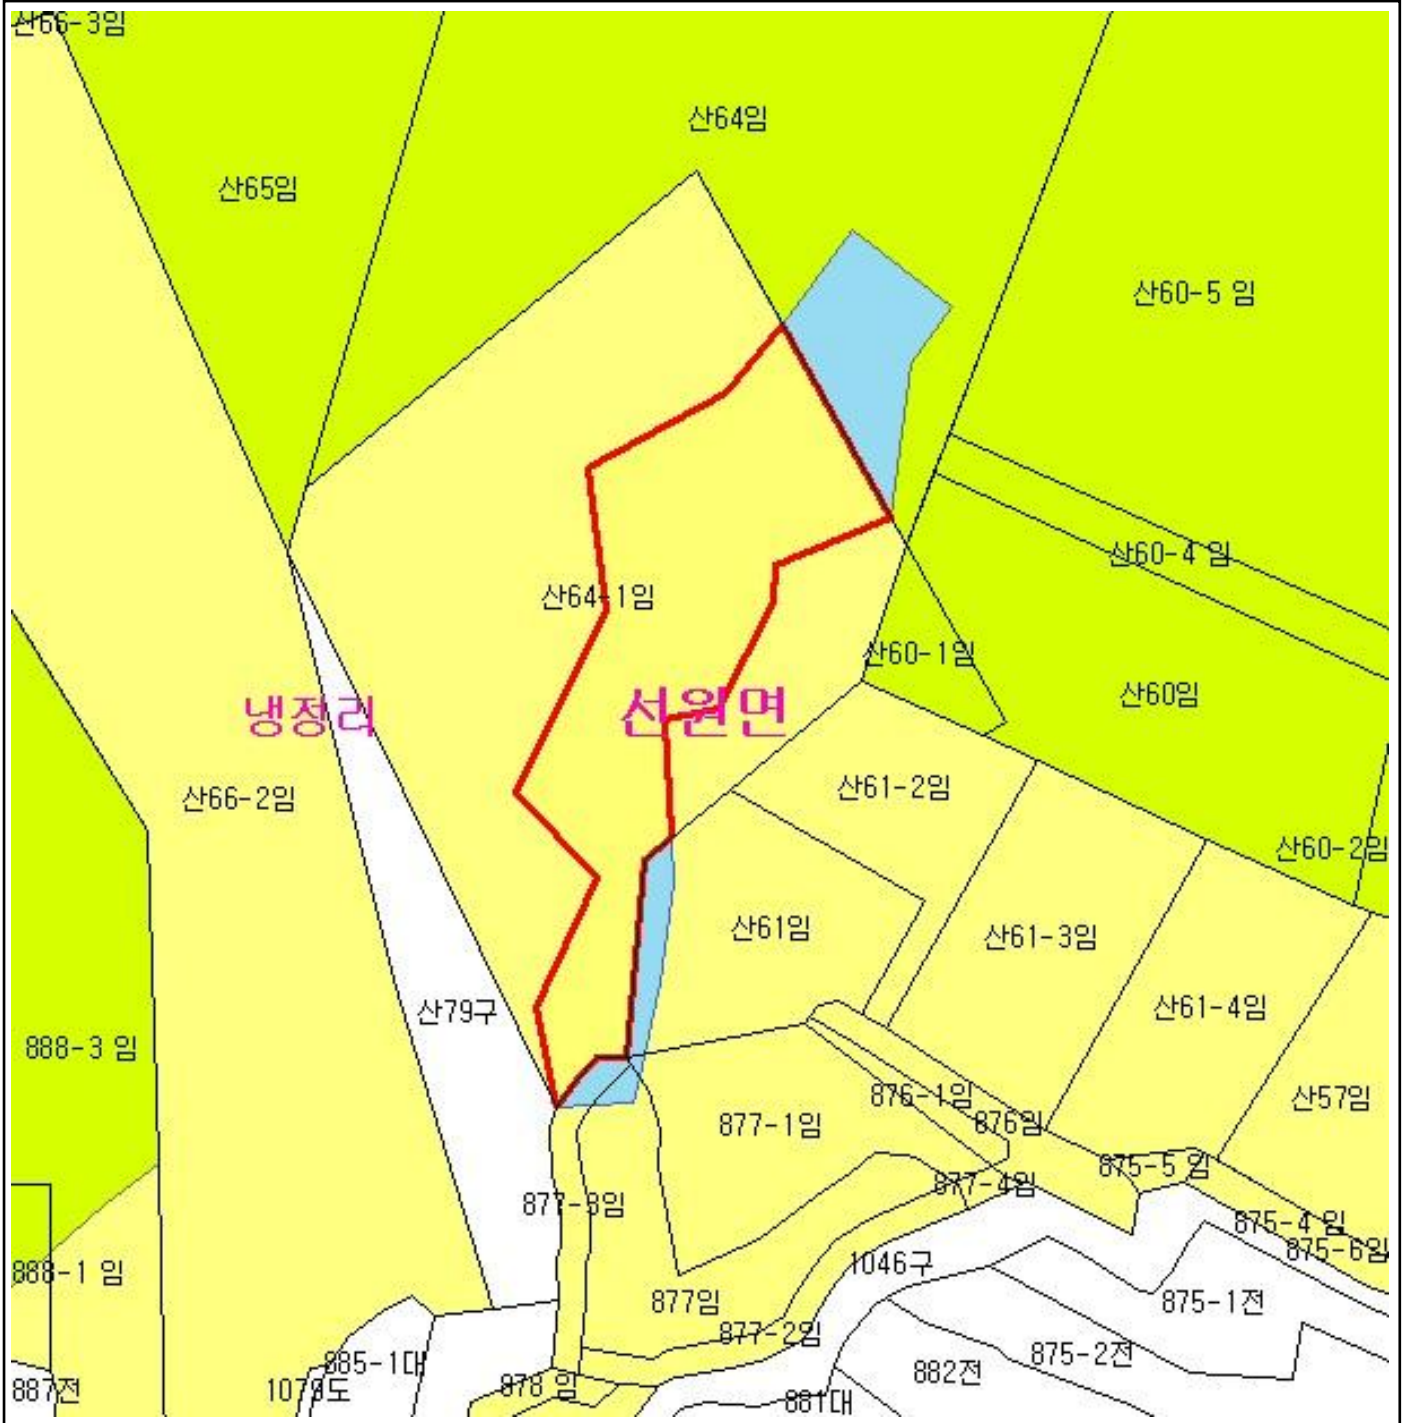 산66-3임
산64임
산65임
산60-5 임
산60-4 임
산64-1임
산60-1임
산60임
냉정리
선원면
산66-2임
산61-2임
산60-2임
산61임
산61-3임
산79구
산61-4임
888-3 임
876-1임
산57임
877-1임
876임
875-5 임
877-4임
877-3임
875-4 임
875-6임
1046구
888-1 임
877임
875-1전
877-2임
885-1대
875-2전
882전
887전
1079도
878 임
881대